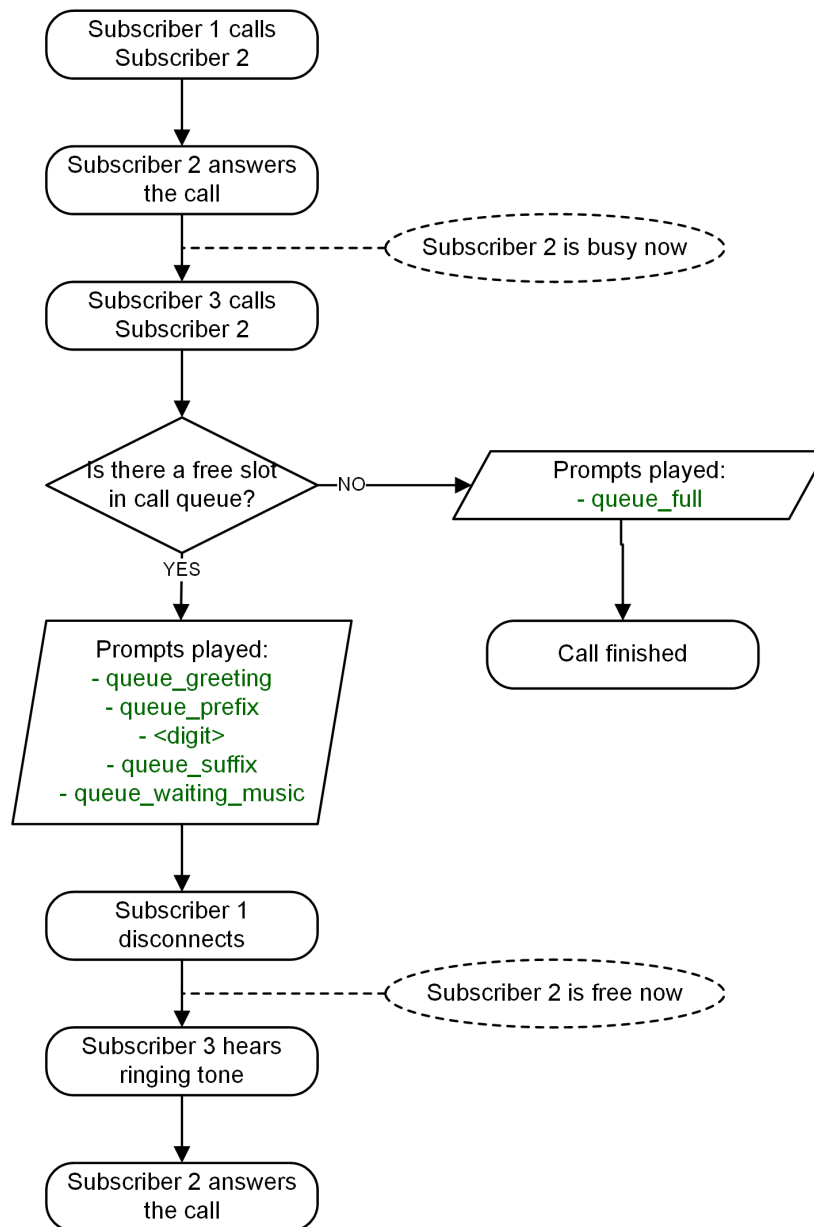 Subscriber 1 calls
Subscriber 2
Subscriber 2 answers
the call
Subscriber 2 is busy now
Subscriber 3 calls
Subscriber 2
Is there a free slot
in call queue?
NO
Prompts played:
- queue_full
YES
Call finished
Prompts played:
- queue_greeting
- queue_prefix
- <digit>
- queue_suffix
- queue_waiting_music
Subscriber 1
disconnects
Subscriber 2 is free now
Subscriber 3 hears
ringing tone
Subscriber 2 answers
the call